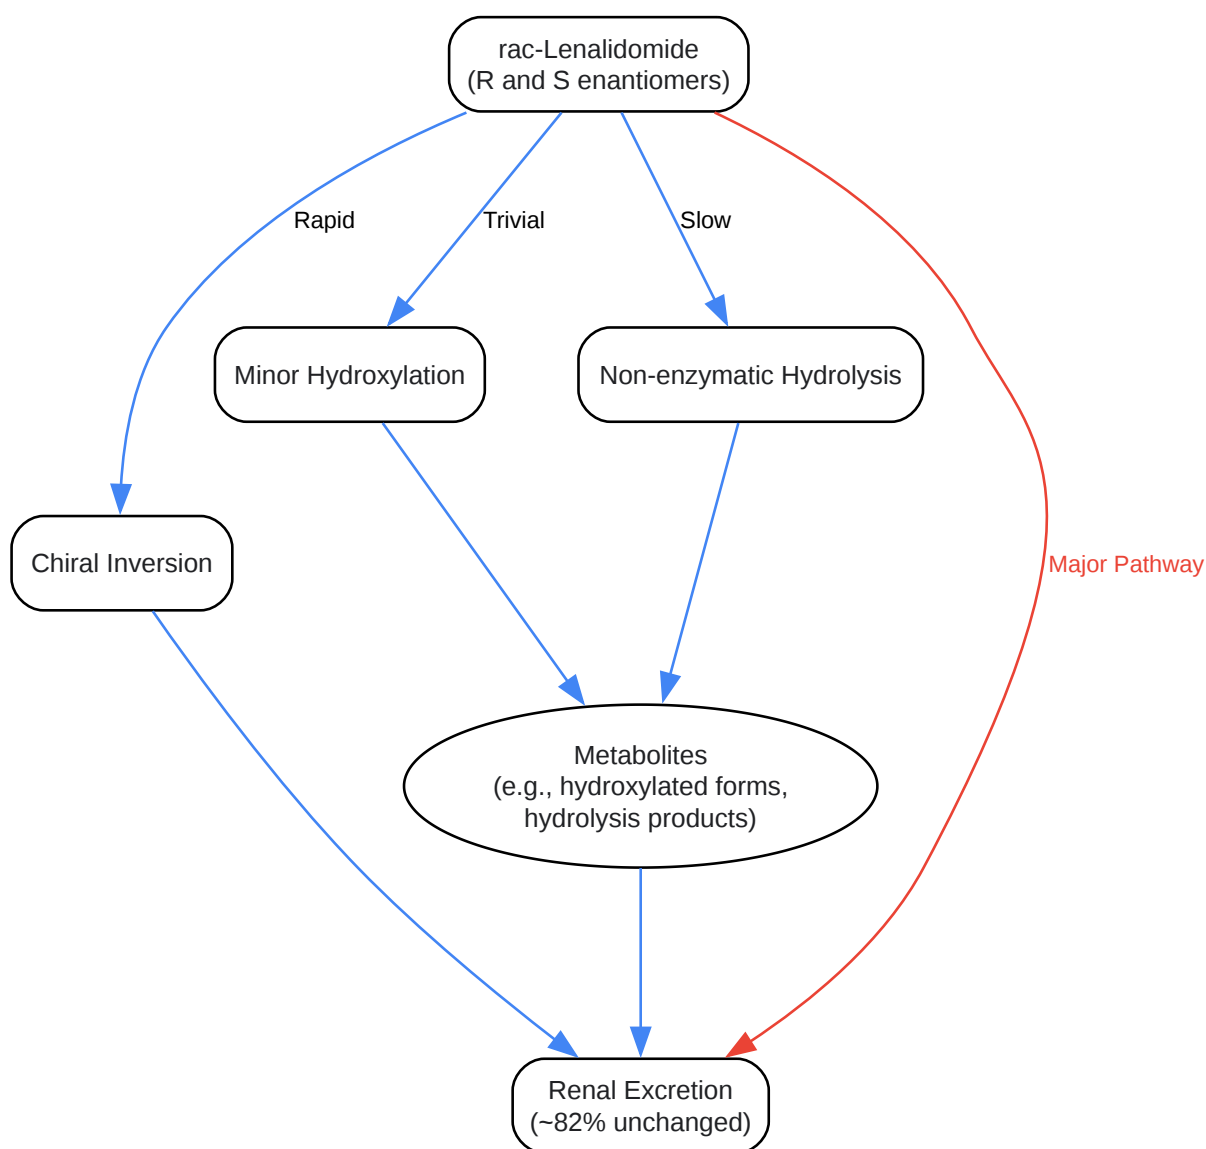 rac-Lenalidomide
(R and S enantiomers)
Rapid
Trivial
Slow
Minor Hydroxylation
Non-enzymatic Hydrolysis
Chiral Inversion
Major Pathway
Metabolites
(e.g., hydroxylated forms,
hydrolysis products)
Renal Excretion
(~82% unchanged)